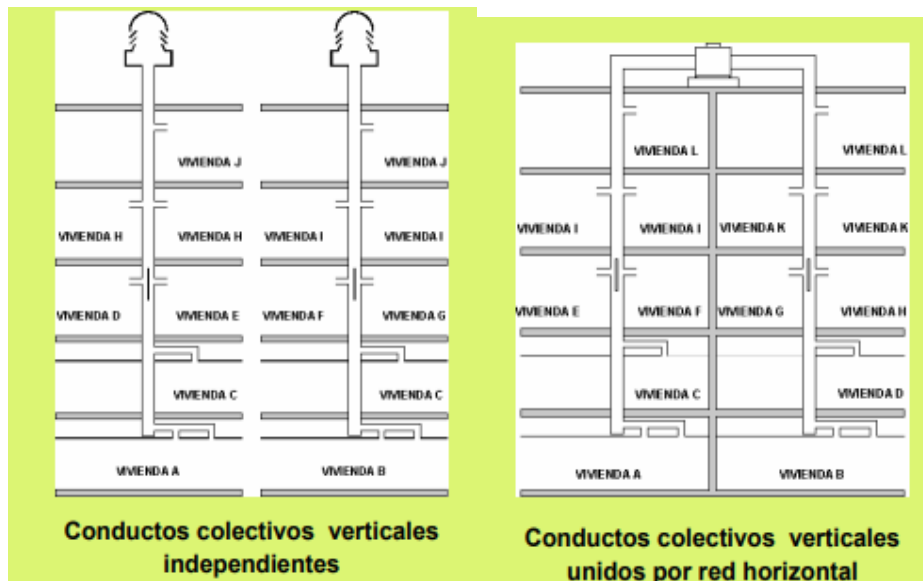 VIVIENDA J
VIVIENDA J
VIVIENDA H
VIVIENDA H
VIVIENDA I
VIVIENDA I
VIVIENDA D
VIVIENDA E
VIVIENDA F
VIVIENDA G
VIVIENDA C
VIVIENDA C
VIVIENDA A
VIVIENDA B
Conductos colectivos verticales
independientes
VIVIENDA L
VIVIENDA L
VIVIENDA I
VIVIENDA I
VIVIENDA K
VIVIENDA K
VIVIENDA E
VIVIENDA F
VIVIENDA G
VIVIENDA H
VIVIENDA C
VIVIENDA D
VIVIENDA A
VIVIENDA B
Conductos colectivos verticales
unidos por red horizontal